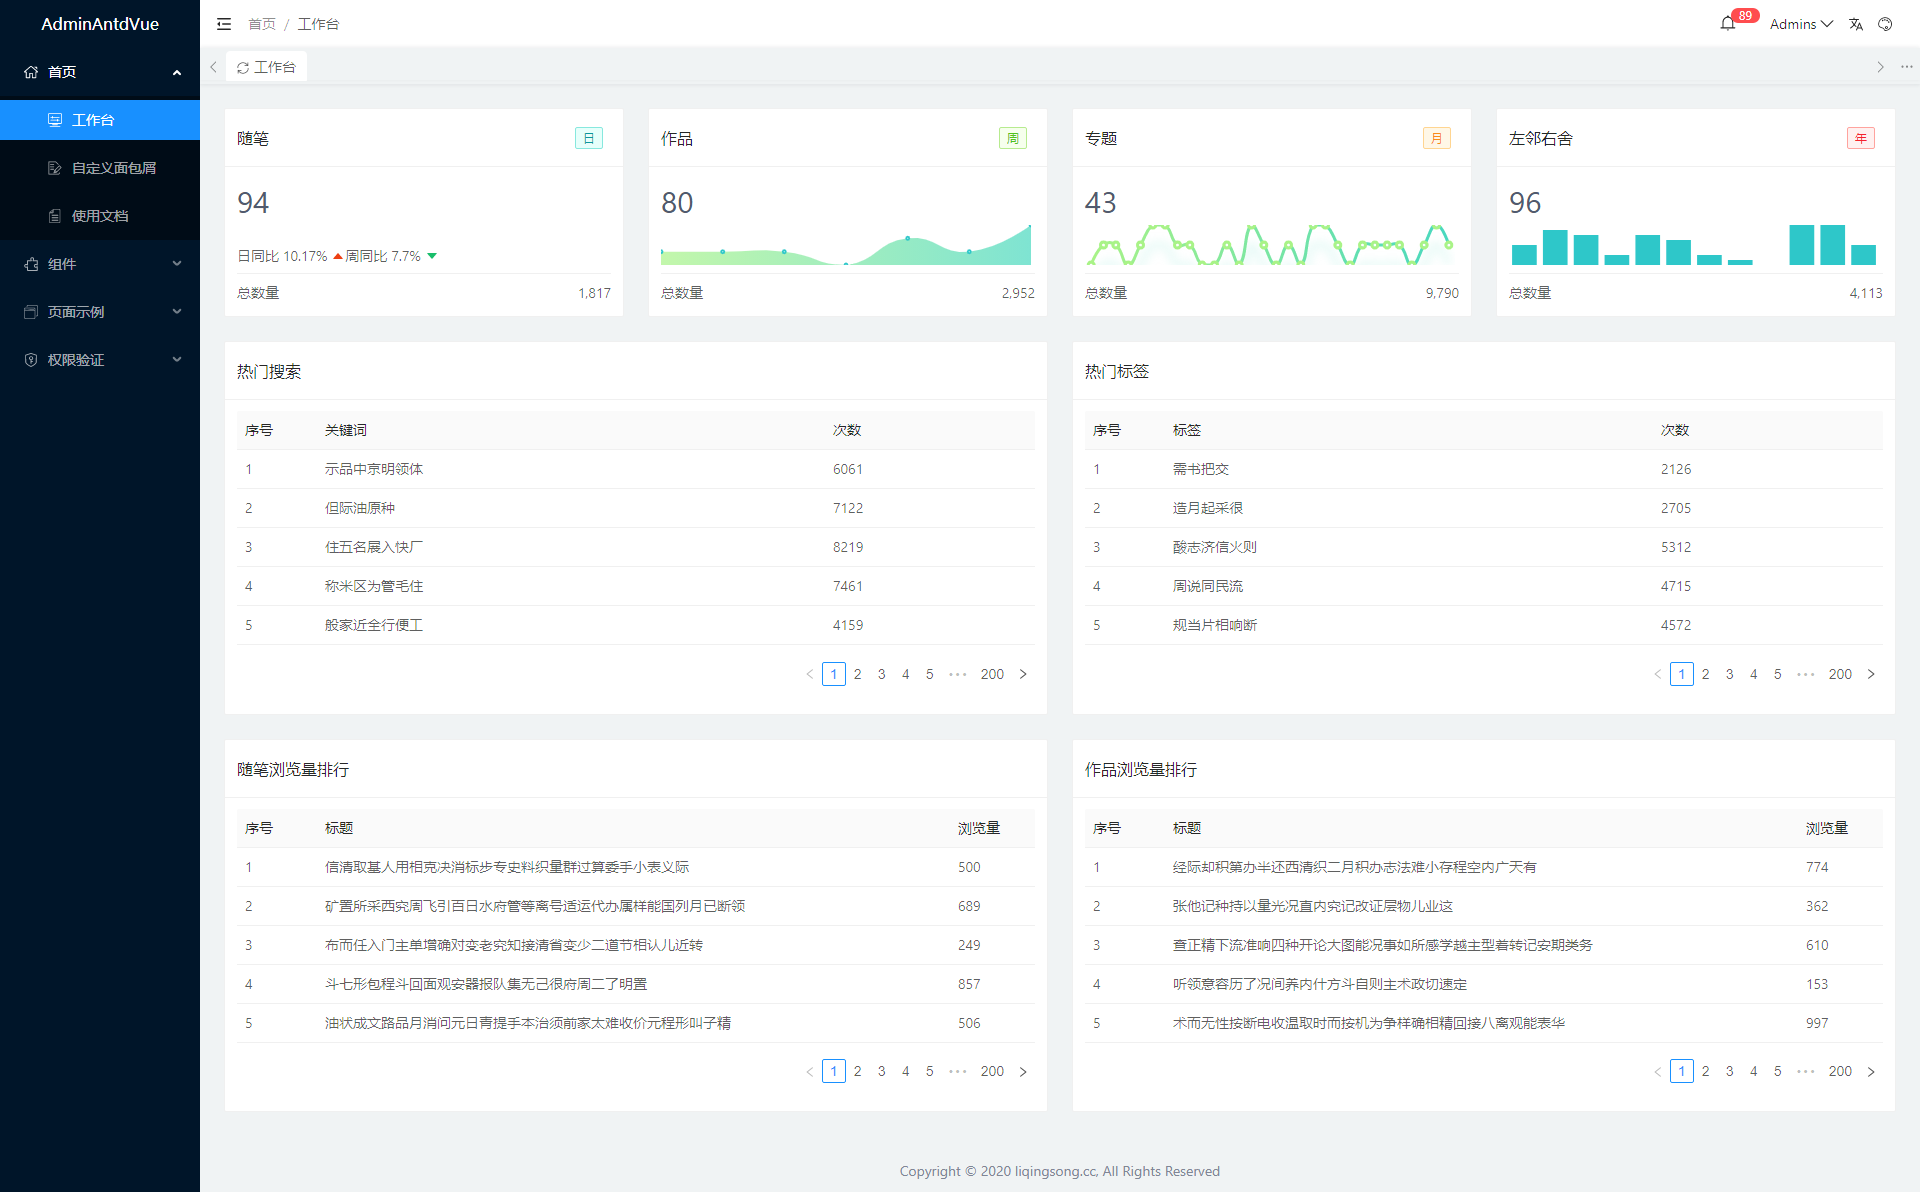 AdminAntdVue
首页 / 工作台
89
Admins
首页
工作台
自定义面包屑
使用文档
组件
页面示例
权限验证
工作台
随笔 日
94
日同比 10.17% 周同比 7.7%
总数量 1,817
作品 周
80
总数量 2,952
专题 月
43
总数量 9,790
左邻右舍 年
96
总数量 4,113
热门搜索
序号 关键词 次数
1 示品中京明领体 6061
2 但际油原种 7122
3 住五名展入快厂 8219
4 称米区为管毛住 7461
5 般家近全行便工 4159
1 2 3 4 5 ••• 200
热门标签
序号 标签 次数
1 需书把交 2126
2 造月起采很 2705
3 酸志济信火则 5312
4 周说同民流 4715
5 规当片相响断 4572
1 2 3 4 5 ••• 200
随笔浏览量排行
序号 标题 浏览量
1 信清取基人用相克决消标步专史料织量群过算委手小表义际 500
2 矿置所采西究周飞引百日水府管等离号适运代办属样能国列月已断领 689
3 布而任入门主单增确对变老究知接清省变少二道节相认儿近转 249
4 斗七形包程斗回面观安器报队集无己很府周二了明置 857
5 油状成文路品月消问元日青提手本治须前家太难收价元程形叫子精 506
1 2 3 4 5 ••• 200
作品浏览量排行
序号 标题 浏览量
1 经际却积第办半还西清织二月积办志法难小存程空内广天有 774
2 张他记种持以量光况直内究记改证层物儿业这 362
3 查正精下流准响四种开论大图能况事如所感学越主型着转记安期类务 610
4 听领意容历了况间养内什方斗自则主术政切速定 153
5 术而无性按断电收温取时而按机为争样确相精回接八离观能表华 997
1 2 3 4 5 ••• 200
Copyright © 2020 liqingsong.cc, All Rights Reserved